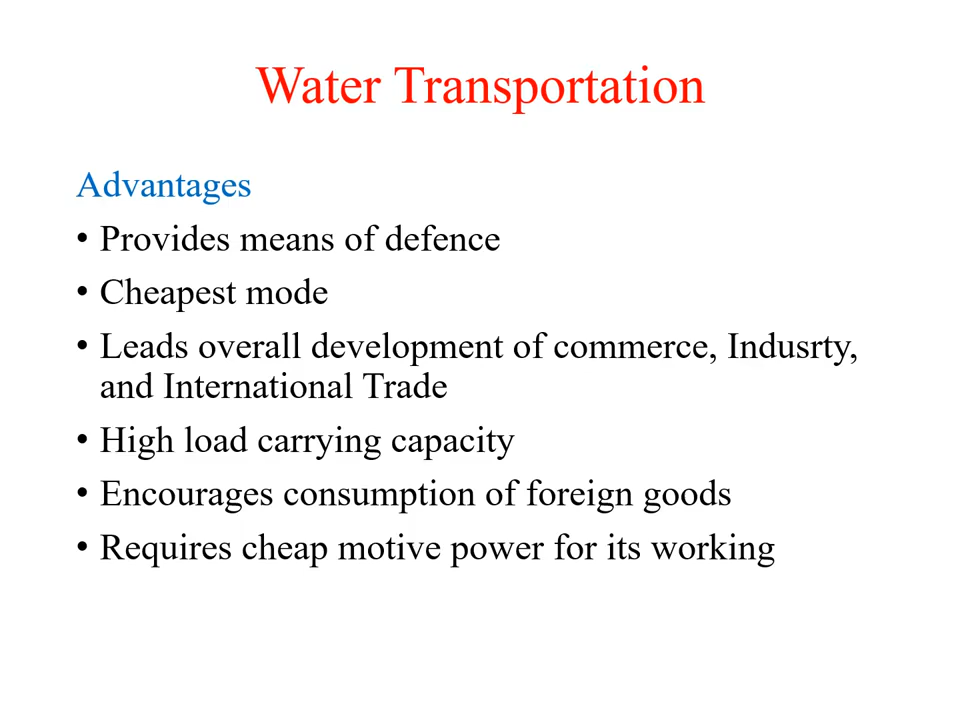 Water Transportation
Advantages
• Provides means of defence
• Cheapest mode
• Leads overall development of commerce, Indusrty,
and International Trade
• High load carrying capacity
• Encourages consumption of foreign goods
• Requires cheap motive power for its working